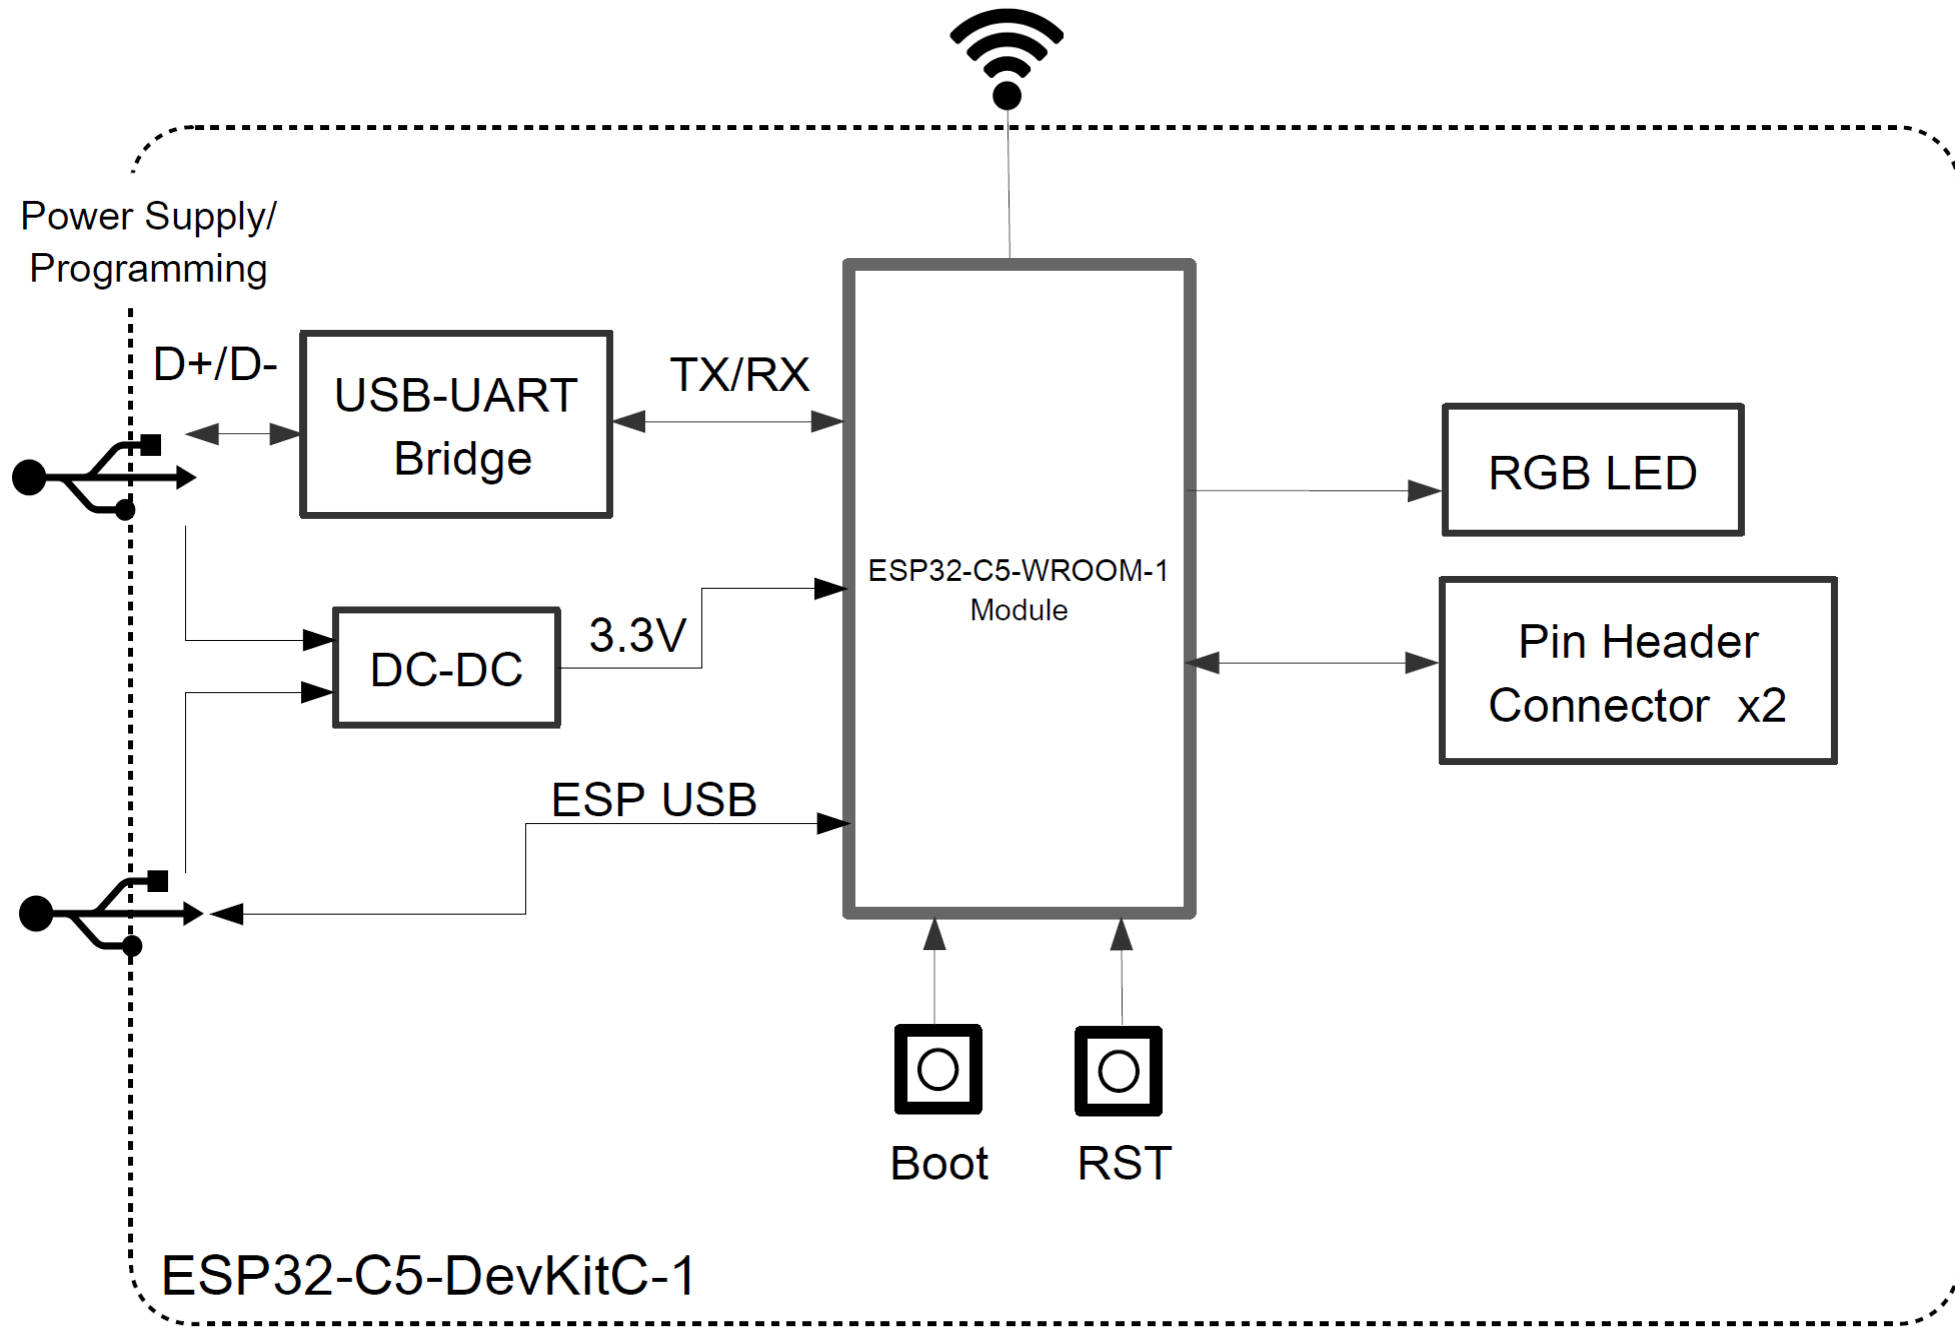 Power Supply/
Programming
D+/D-
USB-UART
Bridge
TX/RX
RGB LED
ESP32-C5-WROOM-1
Module
3.3V
DC-DC
Pin Header
Connector  x2
ESP USB
Boot
RST
ESP32-C5-DevKitC-1